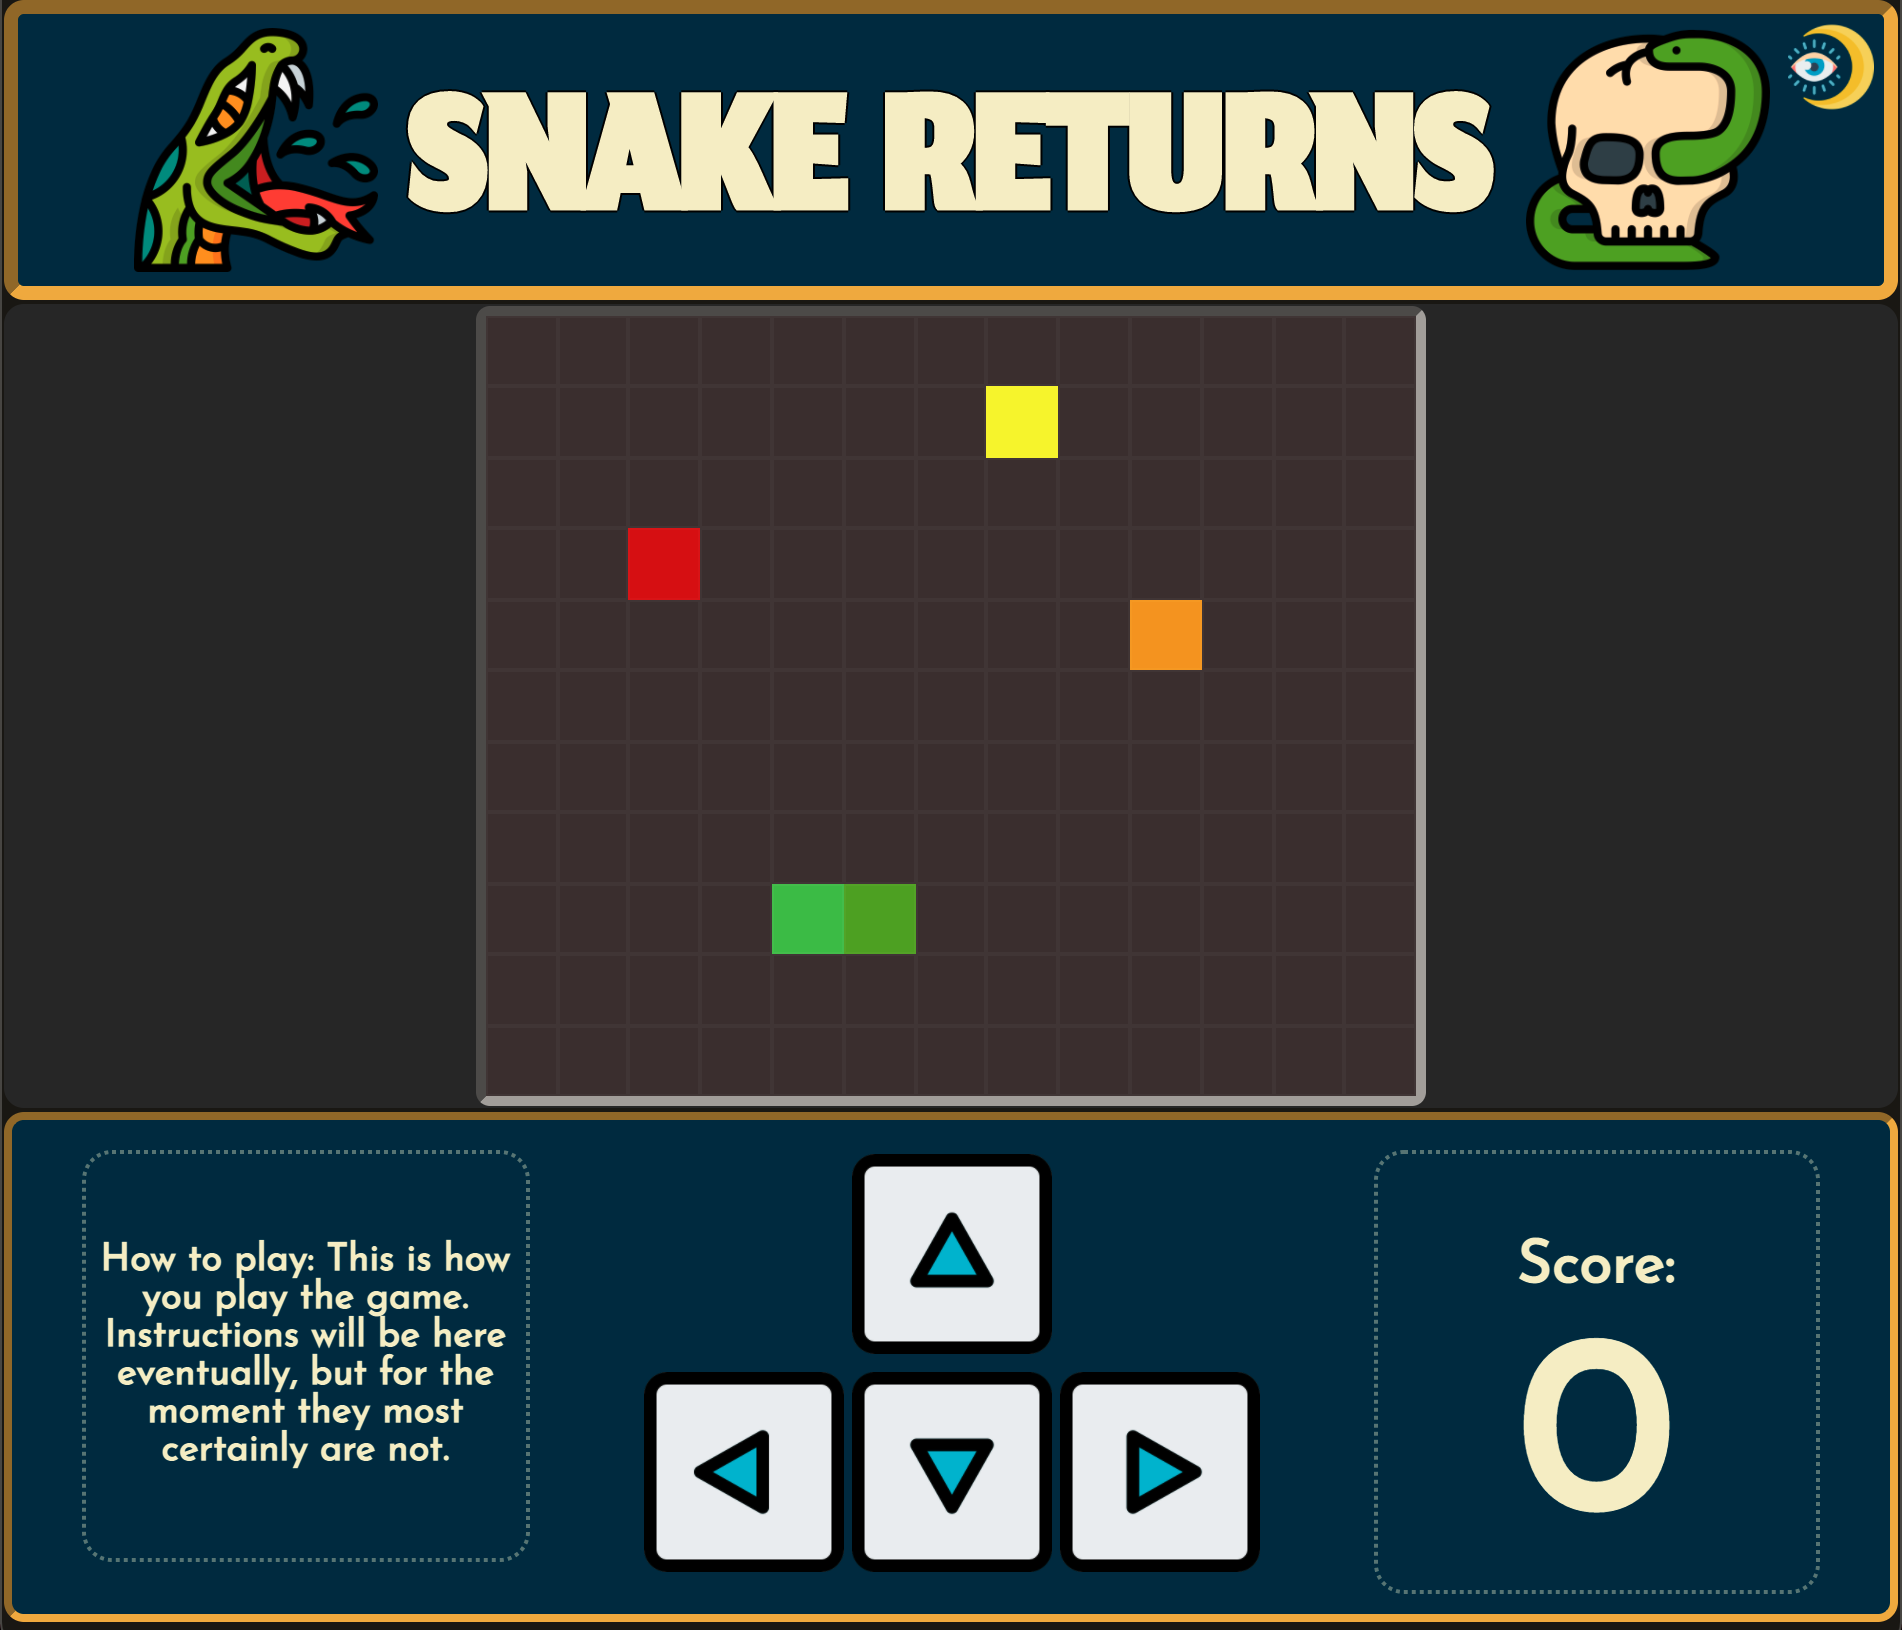 SNAKE RETURNS
How to play: This is how
you play the game.
Instructions will be here
eventually, but for the
moment they most
certainly are not.
Score:
0